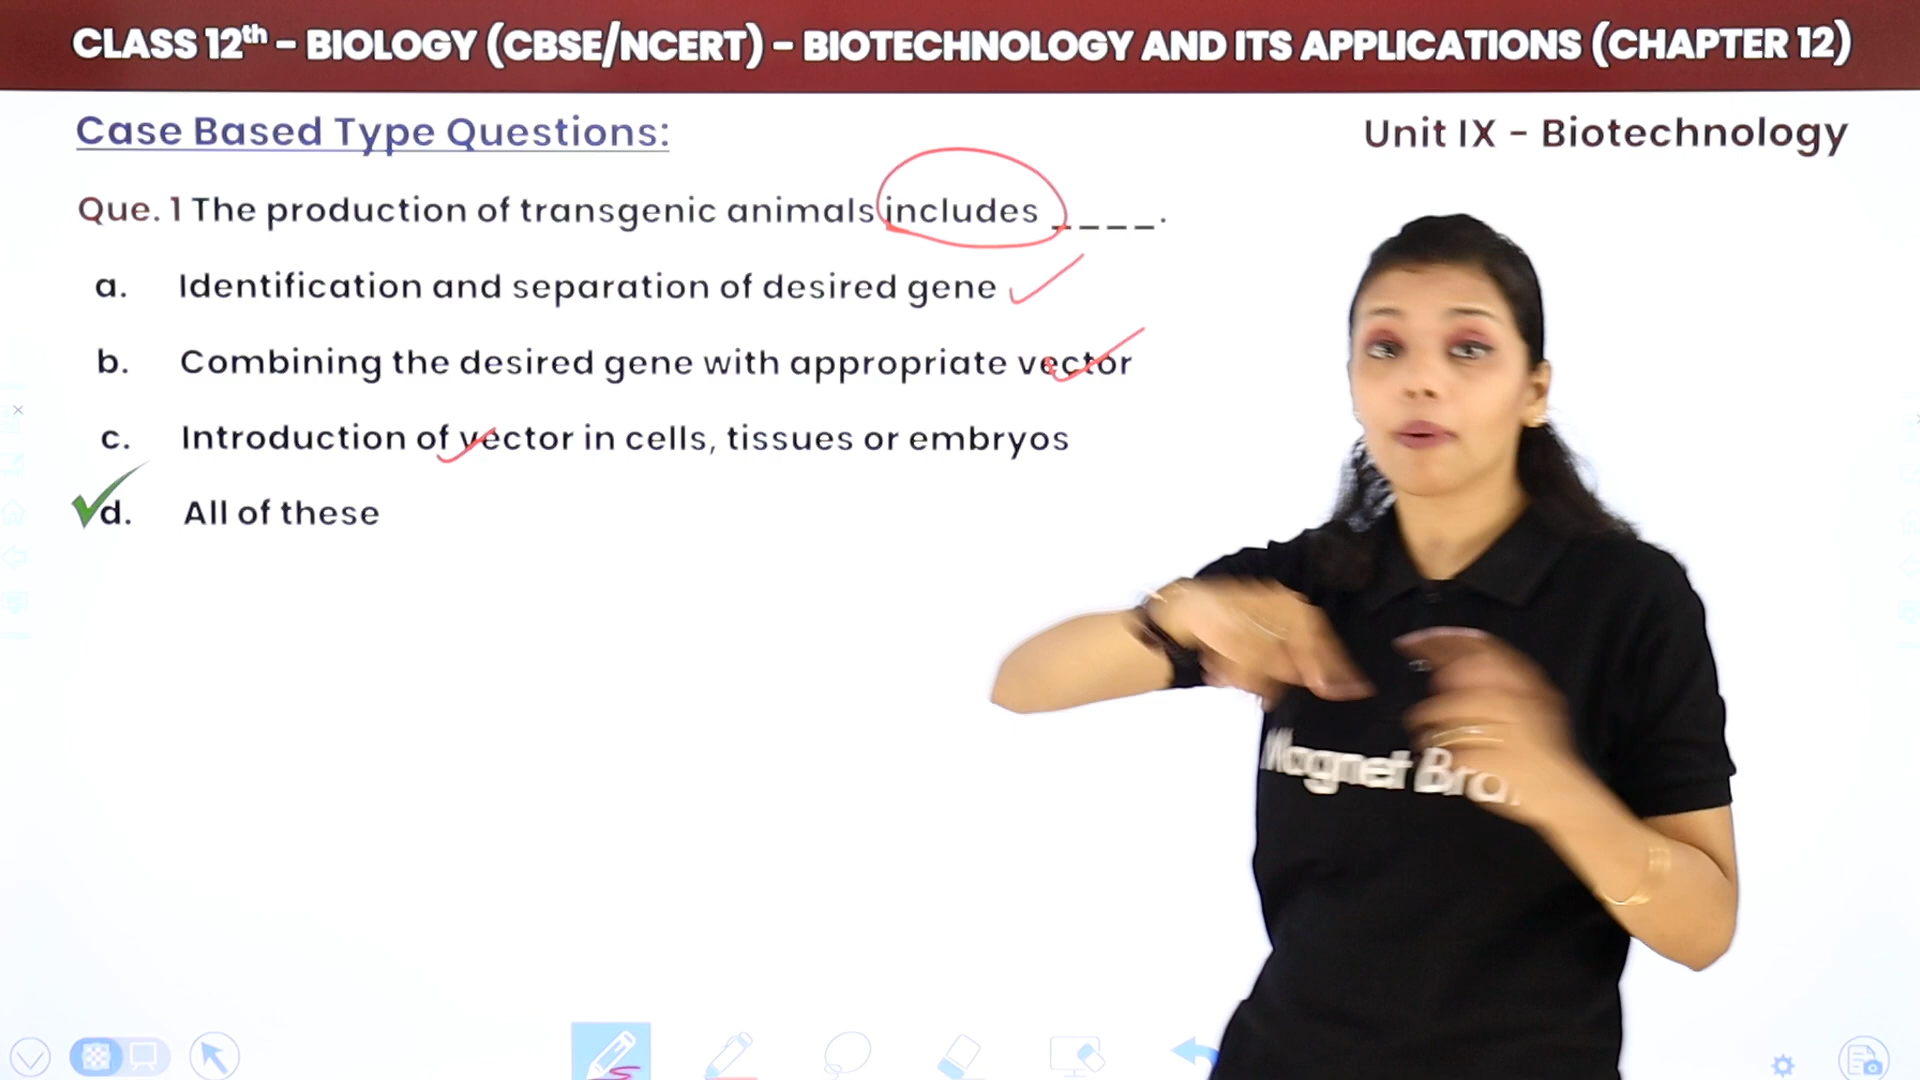 CLASS 12th - BIOLOGY (CBSE/NCERT) - BIOTECHNOLOGY AND ITS APPLICATIONS (CHAPTER 12)
Case Based Type Questions:
Unit IX - Biotechnology
Que. 1 The production of transgenic animals includes ____.
a. Identification and separation of desired gene
b. Combining the desired gene with appropriate vector
c. Introduction of vector in cells, tissues or embryos
d. All of these
Magnet Bra